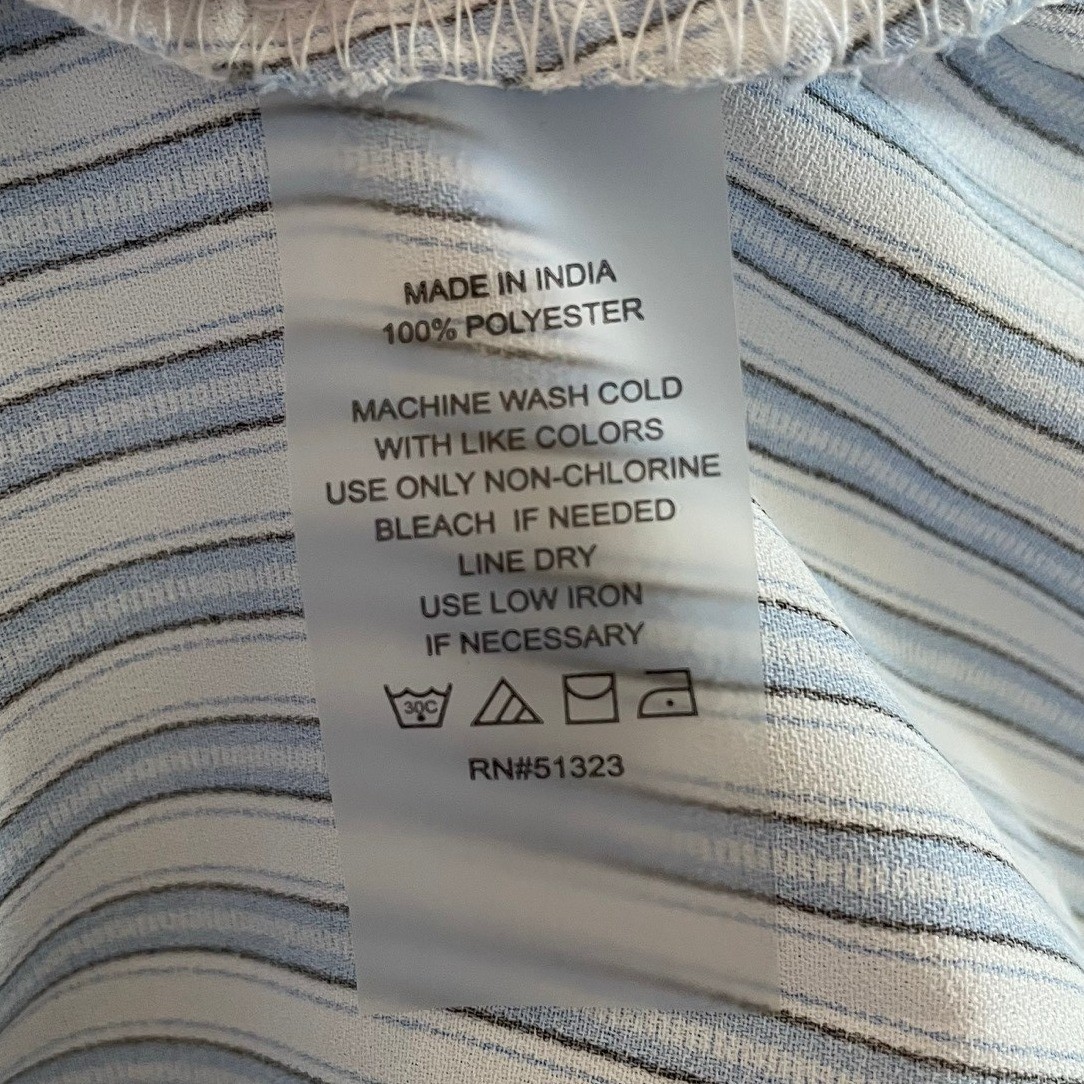 MADE IN INDIA
100% POLYESTER
MACHINE WASH COLD
WITH LIKE COLORS
USE ONLY NON-CHLORINE
BLEACH IF NEEDED
LINE DRY
USE LOW IRON
IF NECESSARY
30C
RN#51323